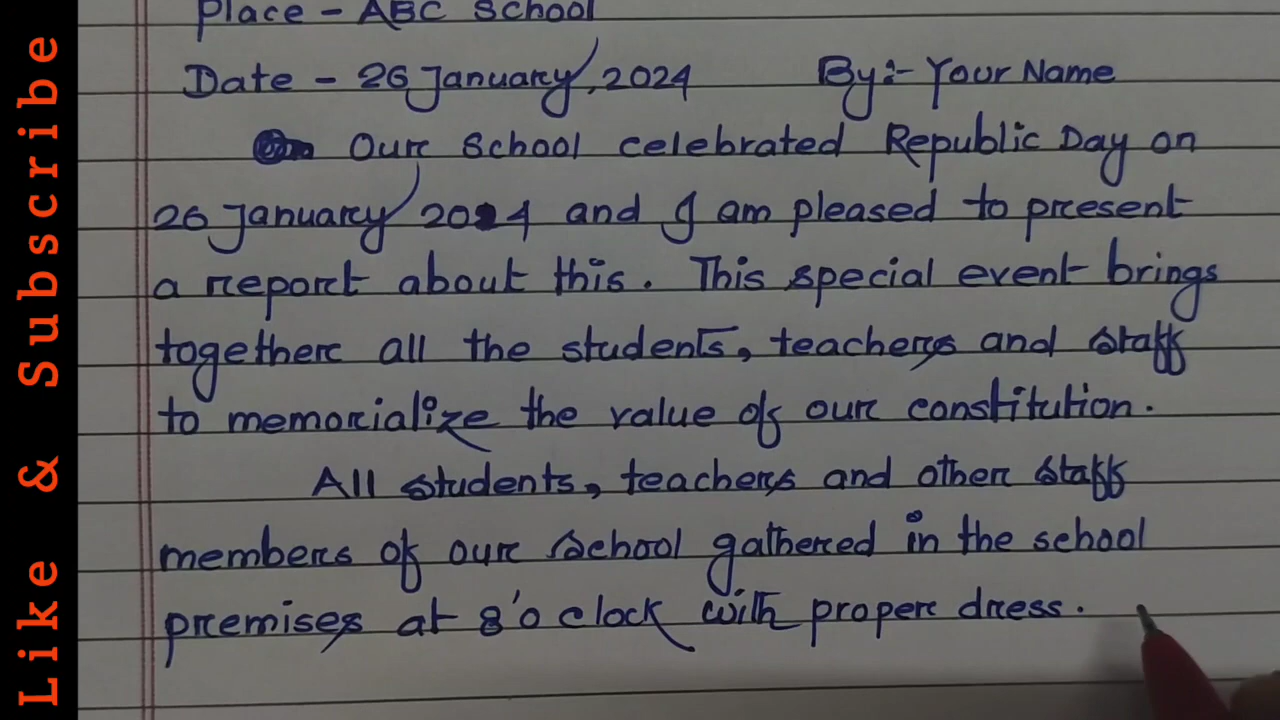 Place - ABC School
Date - 26 January, 2024 By:- Your Name
Our School celebrated Republic Day on
26 January 2024 and I am pleased to present
a report about this. This special event brings
together all the students, teachers and staff
to memorialize the value of our constitution.
All students, teachers and other staff
members of our school gathered in the school
premises at 8'o clock with proper dress.
Like & Subscribe